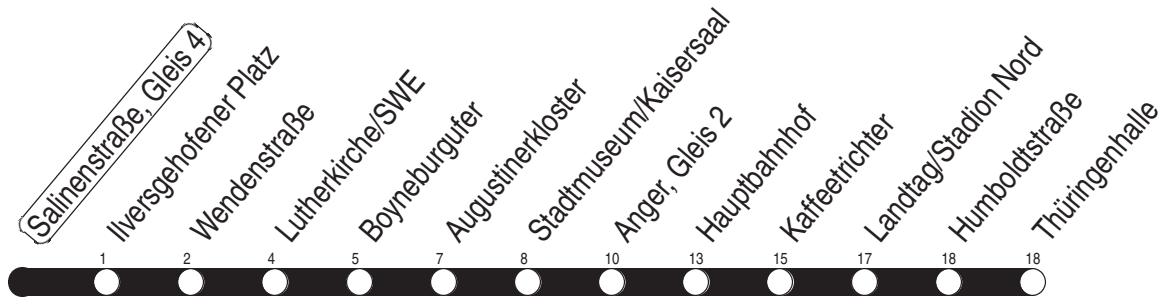 Salinenstraße, Gleis 4
Ilversgehofener Platz
Wendenstraße
Lutherkirche/SWE
Boyneburgufer
Augustinerkloster
Stadtmuseum/Kaisersaal
Anger, Gleis 2
Hauptbahnhof
Kaffeetrichter
Landtag/Stadion Nord
Humboldtstraße
Thüringenhalle
1 2 4 5 7 8 10 13 15 17 18 18